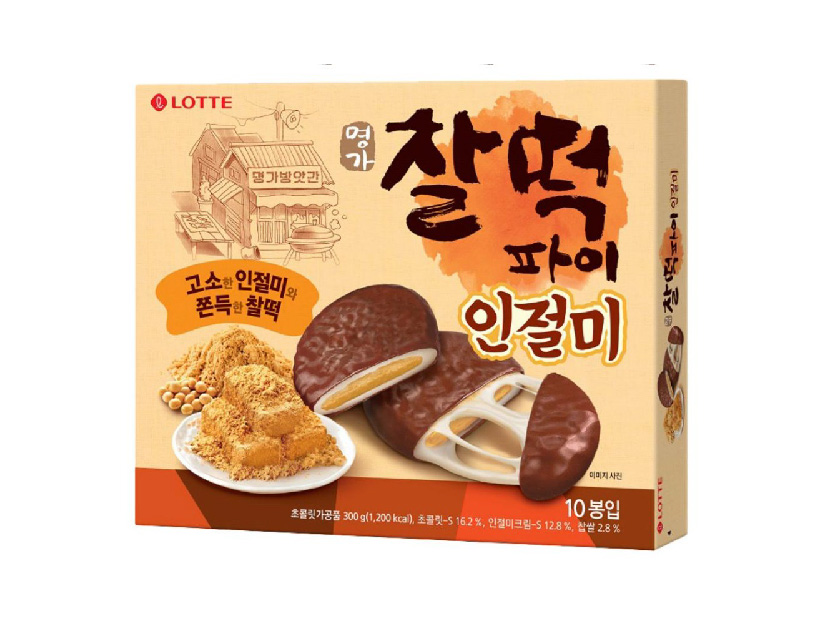 LOTTE
명가
찰떡
파이
인절미
명가방앗간
고소한 인절미와
쫀득한 찰떡
이미지 사진
10봉입
초콜릿가공품 300 g(1,200 kcal), 초콜릿-S 16.2 %, 인절미크림-S 12.8 %, 찹쌀 2.8 %
찰떡파이 인절미
LOTTE